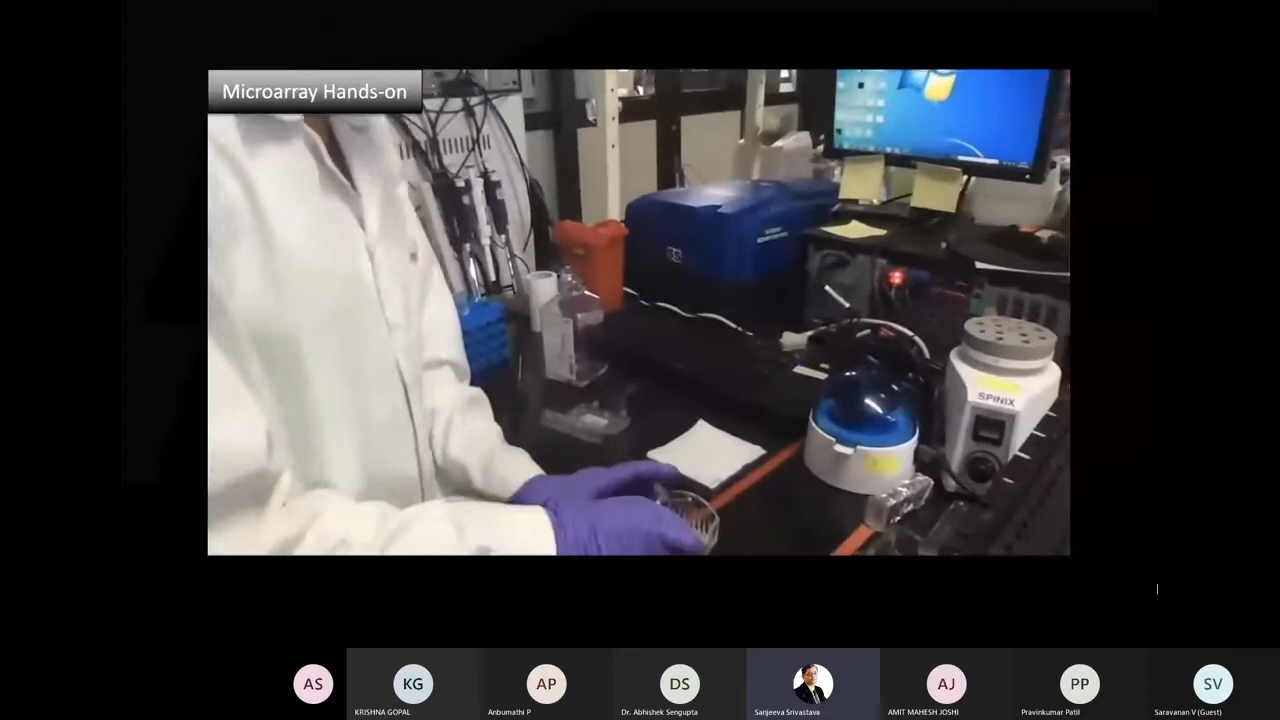 Microarray Hands-on
SPINIX
AS
KG
AP
DS
AJ
PP
SV
KRISHNA GOPAL
Anbumathi P
Dr. Abhishek Sengupta
Sanjeeva Srivastava
AMIT MAHESH JOSHI
Pravinkumar Patil
Saravanan V (Guest)